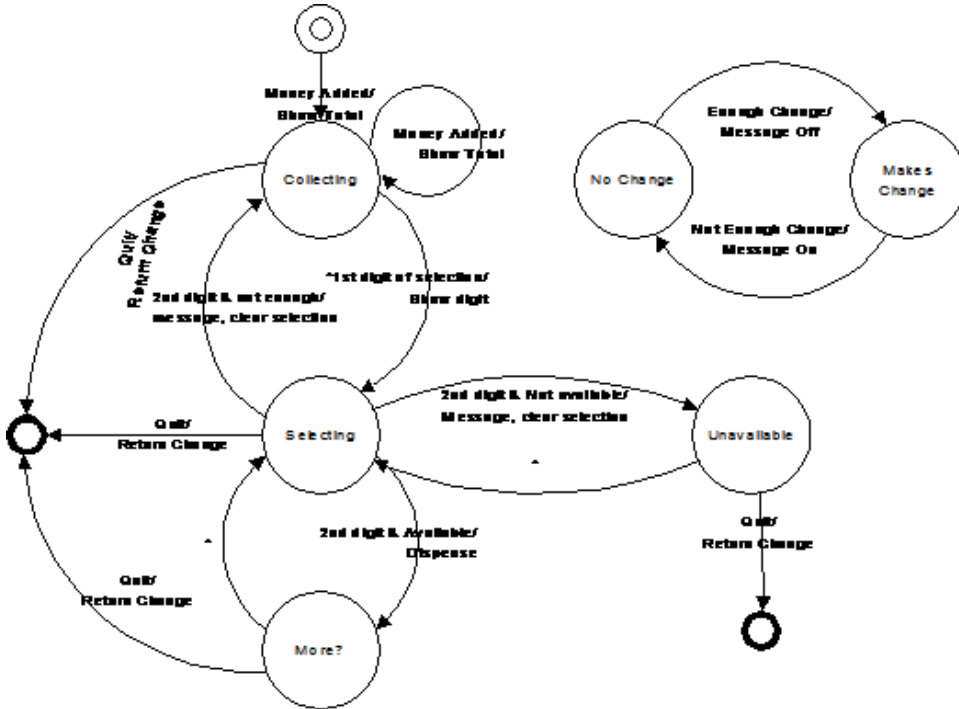 Money Added/
Show Total
Money Added/
Show Total
Collecting
Enough Change/
Message Off
No Change
Makes
Change
Not Enough Change/
Message On
Quit/
Return Change
^1st digit of selection/
Show digit
2nd digit & not enough/
message, clear selection
2nd digit & Not available/
Message, clear selection
Quit/
Return Change
Selecting
Unavailable
^
2nd digit & Available/
Dispense
^
Quit/
Return Change
Quit/
Return Change
More?